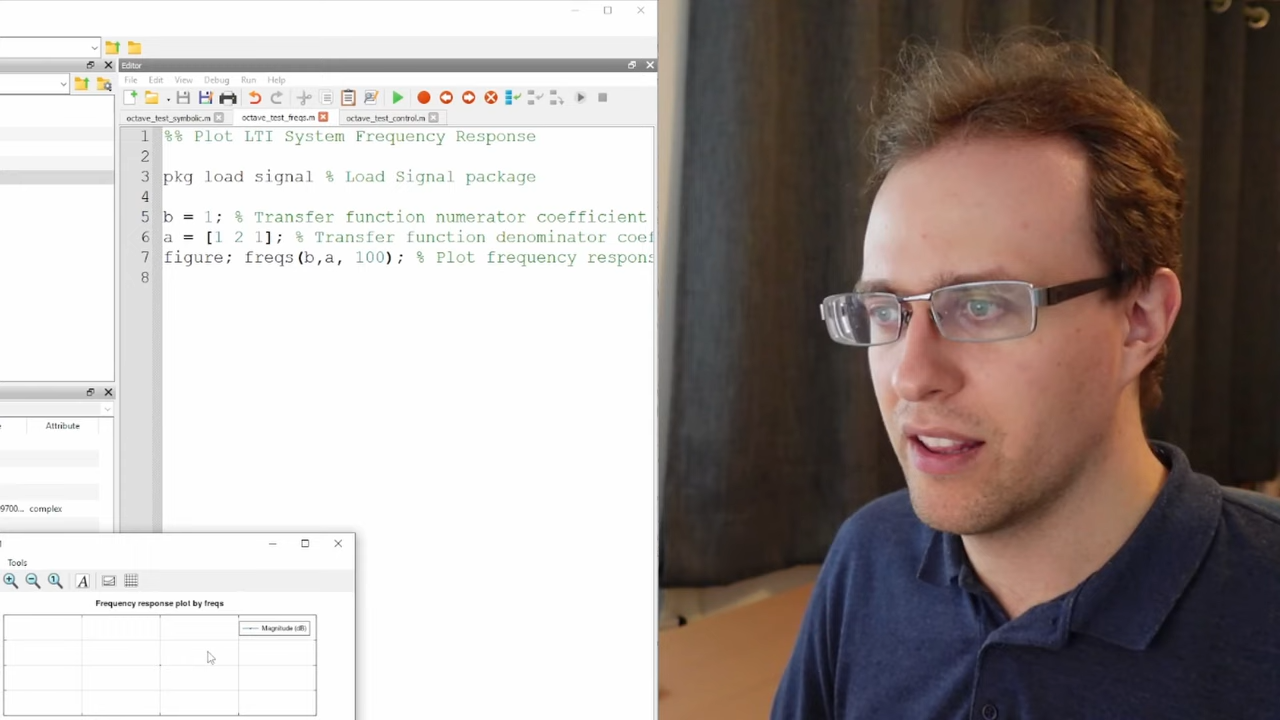 Editor
File Edit View Debug Run Help
octave_test_symbolic.m octave_test_freqs.m octave_test_control.m
1 %% Plot LTI System Frequency Response
2
3 pkg load signal % Load Signal package
4
5 b = 1; % Transfer function numerator coefficient
6 a = [1 2 1]; % Transfer function denominator coef
7 figure; freqs(b,a, 100); % Plot frequency respons
8
Attribute
9700... complex
Tools
A
Frequency response plot by freqs
Magnitude (dB)